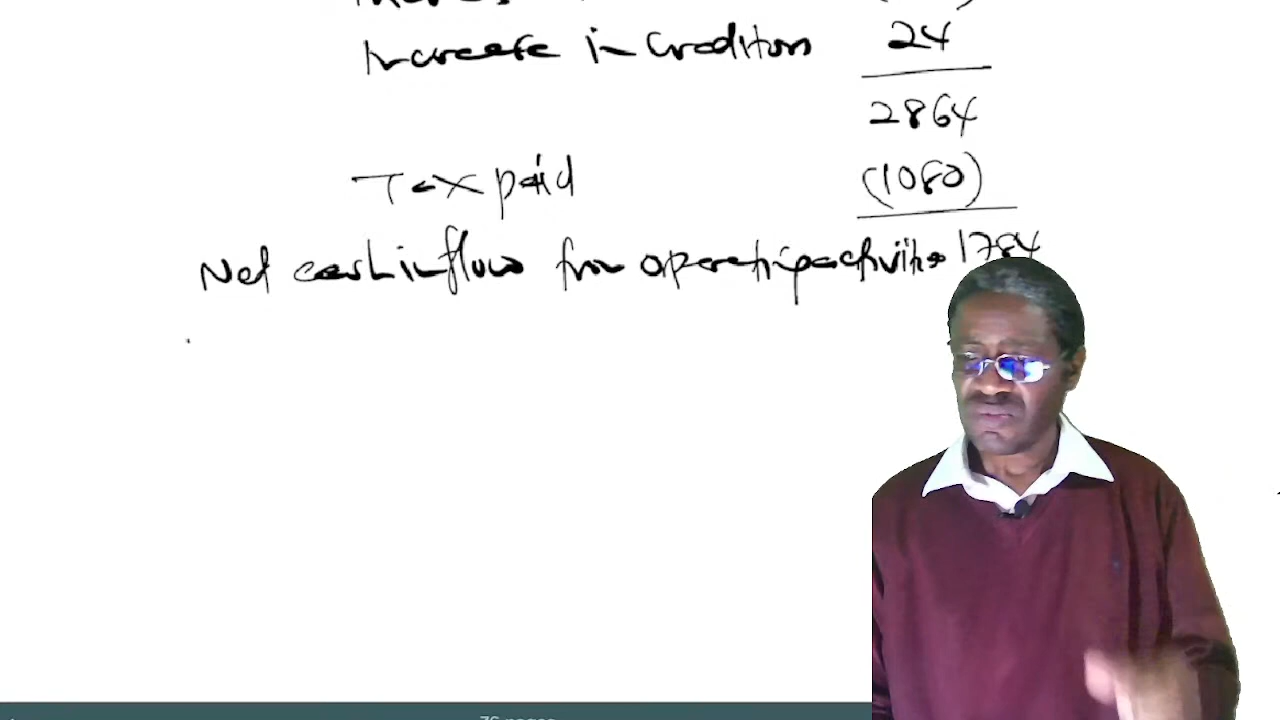 Increase in Creditors 24
2864
Tax paid (1080)
Net cash inflow from operating activities 1784